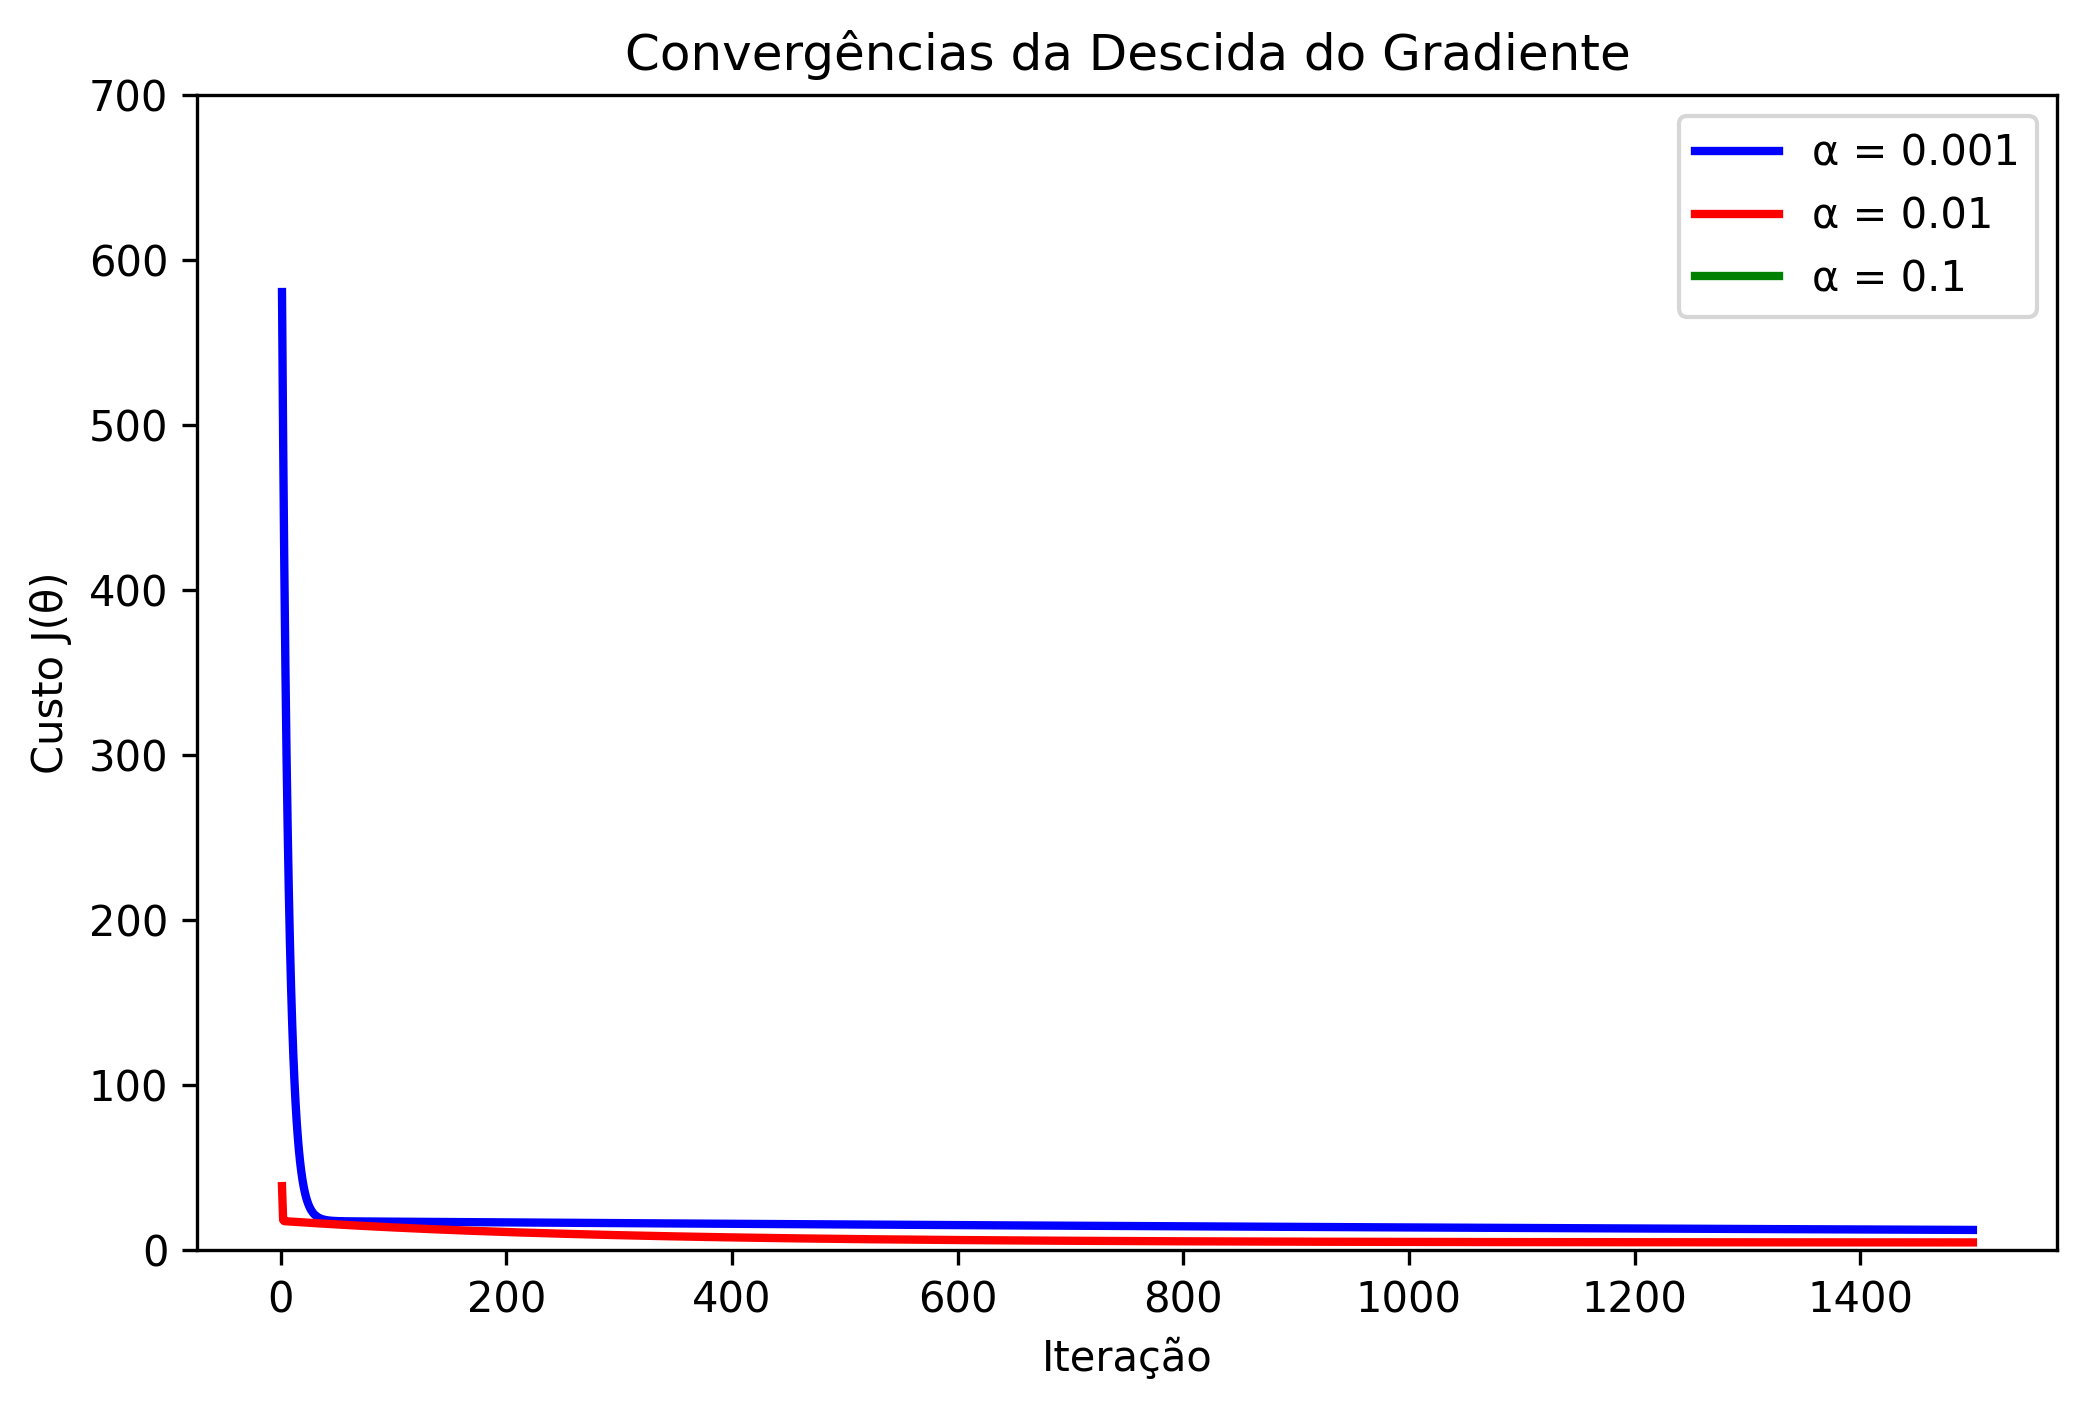 Convergências da Descida do Gradiente
700
600
500
400
300
200
100
0
Custo J(θ)
α = 0.001
α = 0.01
α = 0.1
0 200 400 600 800 1000 1200 1400
Iteração